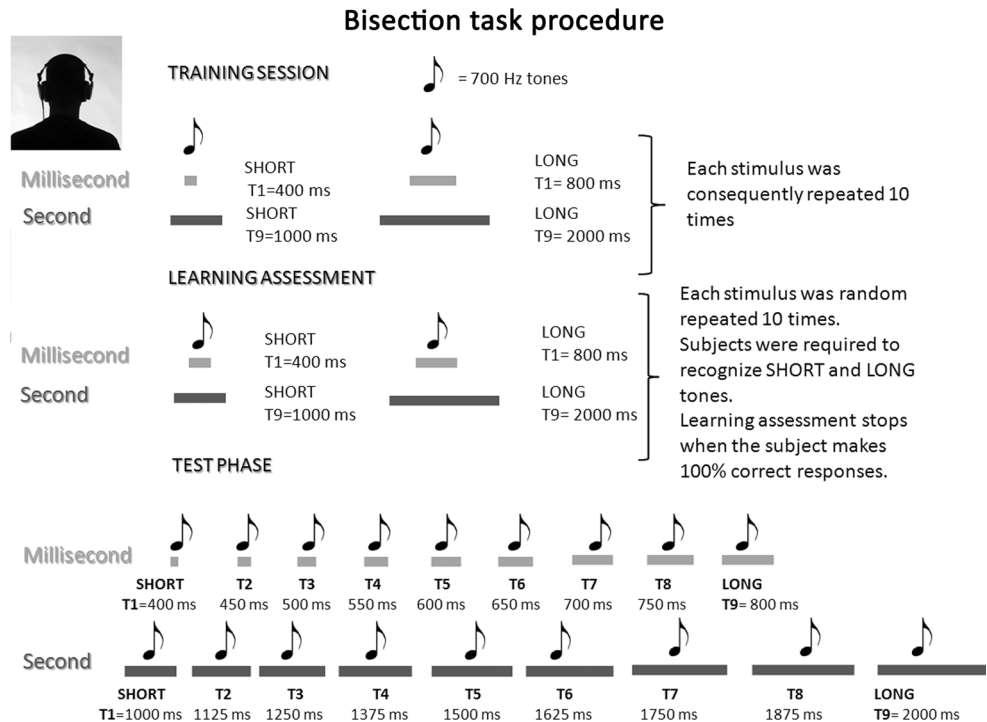 Bisection task procedure
TRAINING SESSION
= 700 Hz tones
Millisecond
SHORT
T1=400 ms
LONG
T1= 800 ms
Second
SHORT
T9=1000 ms
LONG
T9= 2000 ms
Each stimulus was
consequently repeated 10
times
LEARNING ASSESSMENT
Millisecond
SHORT
T1=400 ms
LONG
T1= 800 ms
Second
SHORT
T9=1000 ms
LONG
T9= 2000 ms
Each stimulus was random
repeated 10 times.
Subjects were required to
recognize SHORT and LONG
tones.
Learning assessment stops
when the subject makes
100% correct responses.
TEST PHASE
Millisecond
SHORT T2 T3 T4 T5 T6 T7 T8 LONG
T1=400 ms 450 ms 500 ms 550 ms 600 ms 650 ms 700 ms 750 ms T9= 800 ms
Second
SHORT T2 T3 T4 T5 T6 T7 T8 LONG
T1=1000 ms 1125 ms 1250 ms 1375 ms 1500 ms 1625 ms 1750 ms 1875 ms T9= 2000 ms